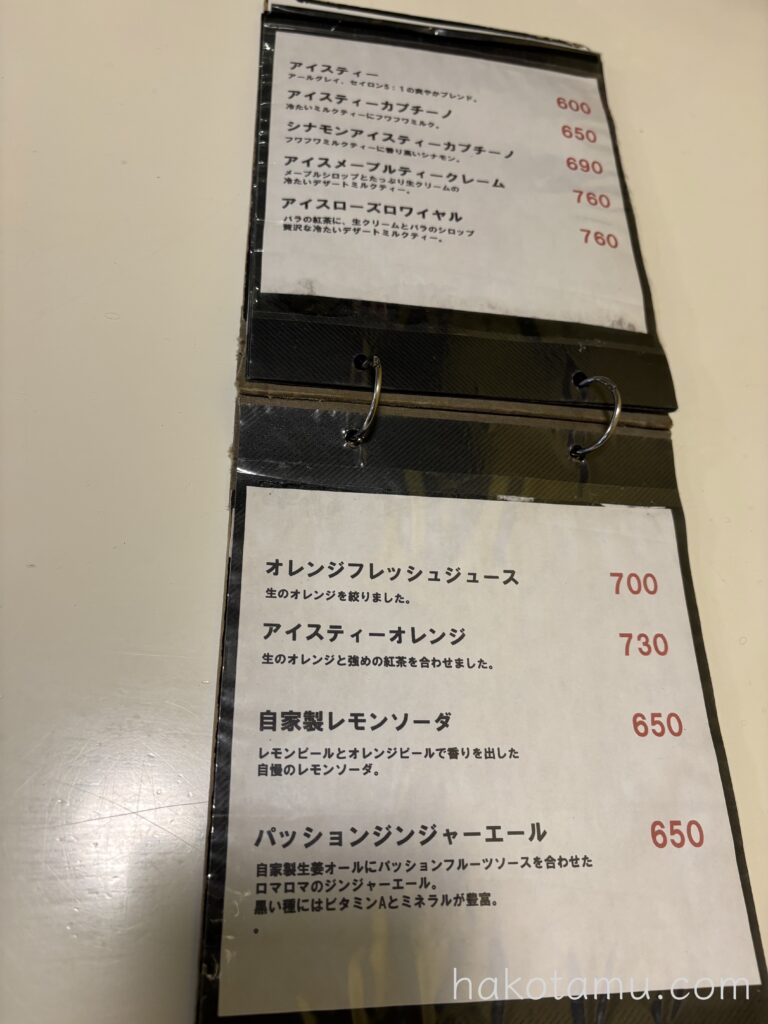 アイスティー
アールグレイ、セイロン5：1の爽やかブレンド。
600
アイスティーカプチーノ
冷たいミルクティーにフワフワミルク。
650
シナモンアイスティーカプチーノ
フワフワミルクティーに香り高いシナモン。
690
アイスメープルティークレーム
メープルシロップとたっぷり生クリームの
冷たいデザートミルクティー。
760
アイスローズロワイヤル
バラの紅茶に、生クリームとバラのシロップ
贅沢な冷たいデザートミルクティー。
760
オレンジフレッシュジュース
700
生のオレンジを絞りました。
アイスティーオレンジ
730
生のオレンジと強めの紅茶を合わせました。
自家製レモンソーダ
650
レモンピールとオレンジピールで香りを出した
自慢のレモンソーダ。
パッションジンジャーエール
650
自家製生姜オールにパッションフルーツソースを合わせた
ロマロマのジンジャーエール。
黒い種にはビタミンAとミネラルが豊富。
。
hakotamu.com